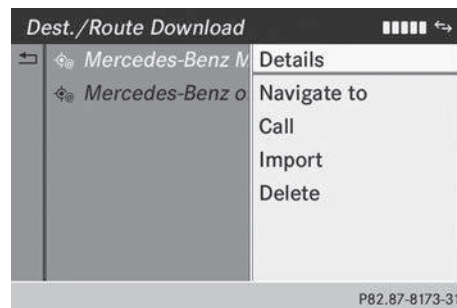 Dest./Route Download
Mercedes-Benz M
Details
Mercedes-Benz o
Navigate to
Call
Import
Delete
P82.87-8173-31